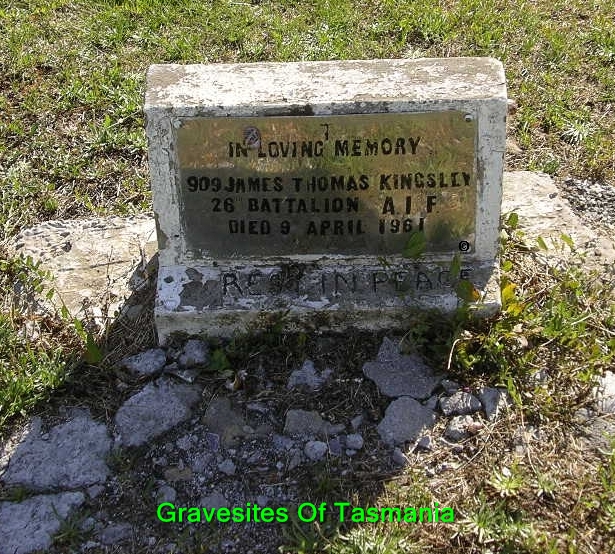 IN LOVING MEMORY
909 JAMES THOMAS KINGSLEY
26 BATTALION A I F
DIED 9 APRIL 1961
REST IN PEACE
Gravesites Of Tasmania